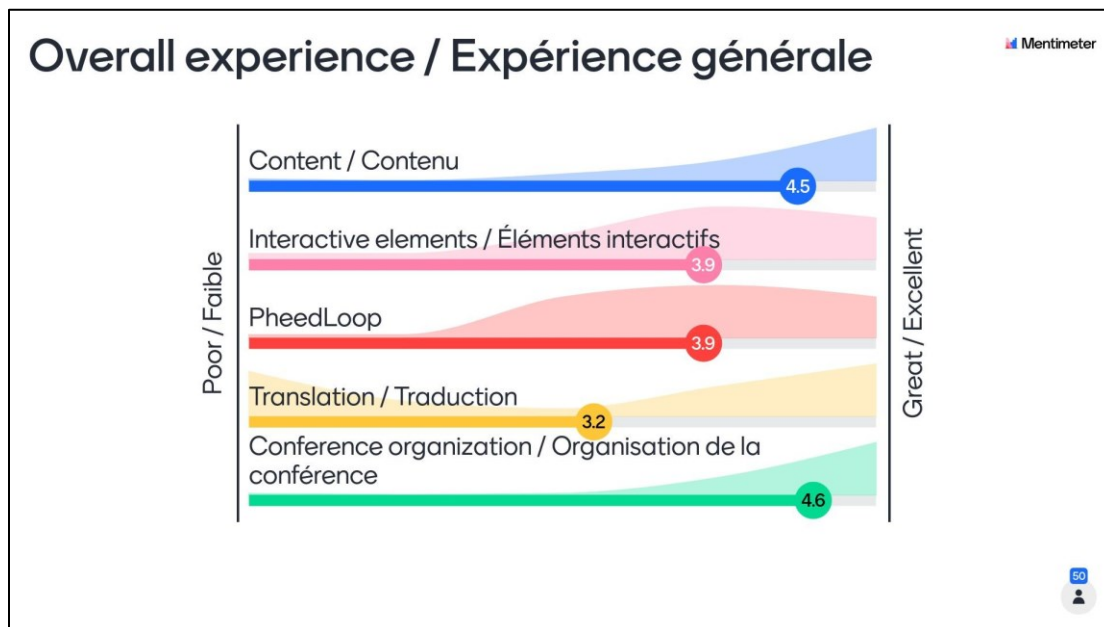 Overall experience / Expérience générale
Mentimeter
Poor / Faible
Content / Contenu
4.5
Interactive elements / Éléments interactifs
3.9
PheedLoop
3.9
Translation / Traduction
3.2
Conference organization / Organisation de la
conférence
4.6
Great / Excellent
50